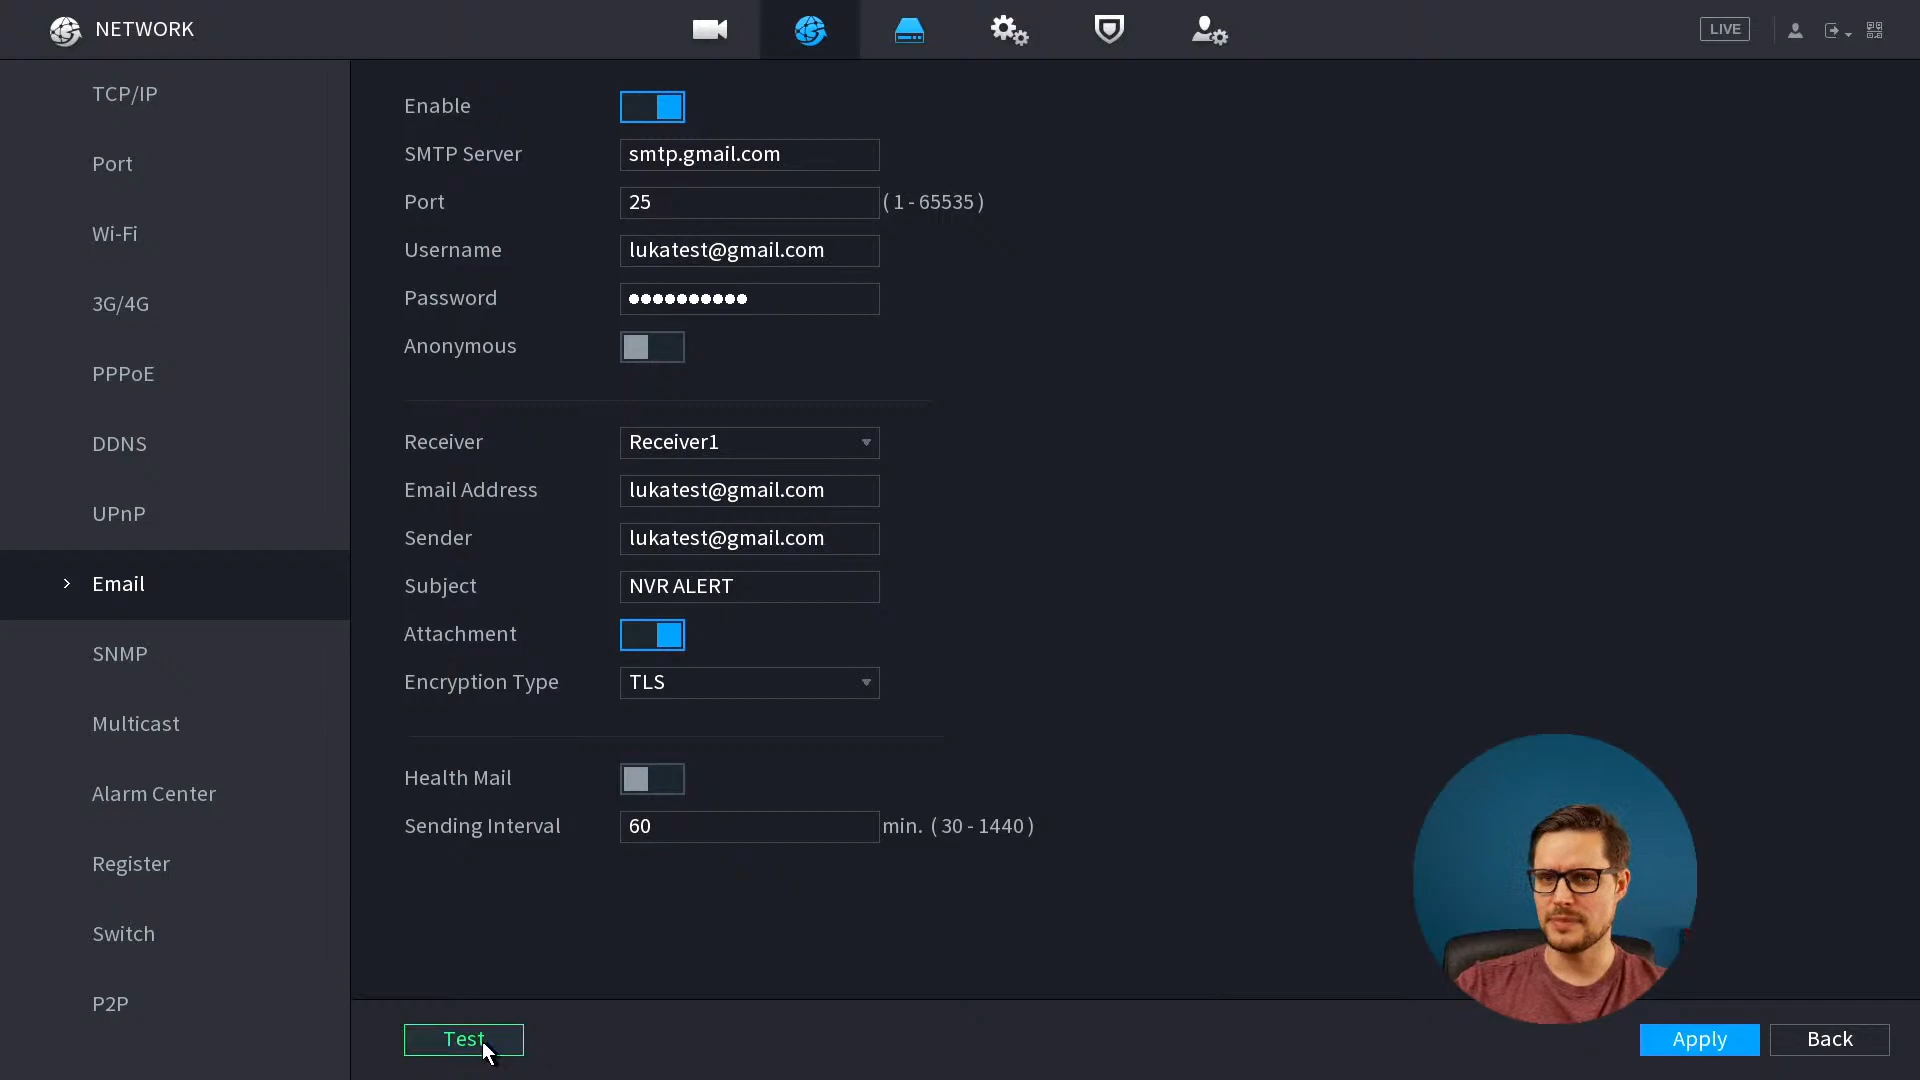 NETWORK
LIVE
TCP/IP
Port
Wi-Fi
3G/4G
PPPoE
DDNS
UPnP
Email
SNMP
Multicast
Alarm Center
Register
Switch
P2P
Enable
SMTP Server smtp.gmail.com
Port 25 ( 1 - 65535 )
Username lukatest@gmail.com
Password ●●●●●●●●●●
Anonymous
Receiver Receiver1
Email Address lukatest@gmail.com
Sender lukatest@gmail.com
Subject NVR ALERT
Attachment
Encryption Type TLS
Health Mail
Sending Interval 60 min. ( 30 - 1440 )
Test
Apply
Back